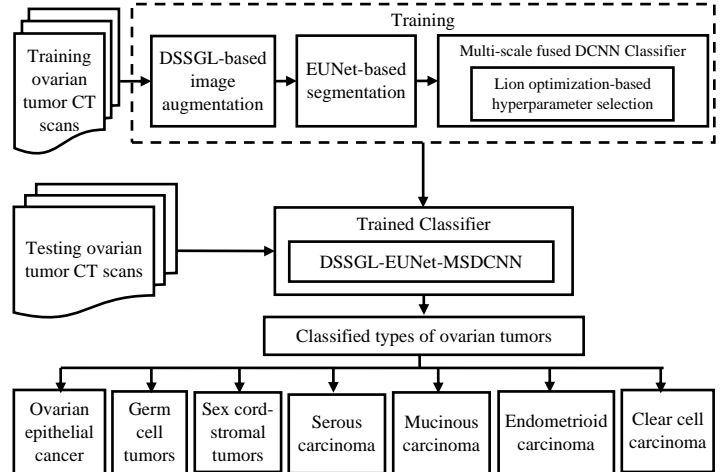 Training
Training
ovarian
tumor CT
scans
DSSGL-based
image
augmentation
EUNet-based
segmentation
Multi-scale fused DCNN Classifier
Lion optimization-based
hyperparameter selection
Testing ovarian
tumor CT scans
Trained Classifier
DSSGL-EUNet-MSDCNN
Classified types of ovarian tumors
Ovarian
epithelial
cancer
Germ
cell
tumors
Sex cord-
stromal
tumors
Serous
carcinoma
Mucinous
carcinoma
Endometrioid
carcinoma
Clear cell
carcinoma